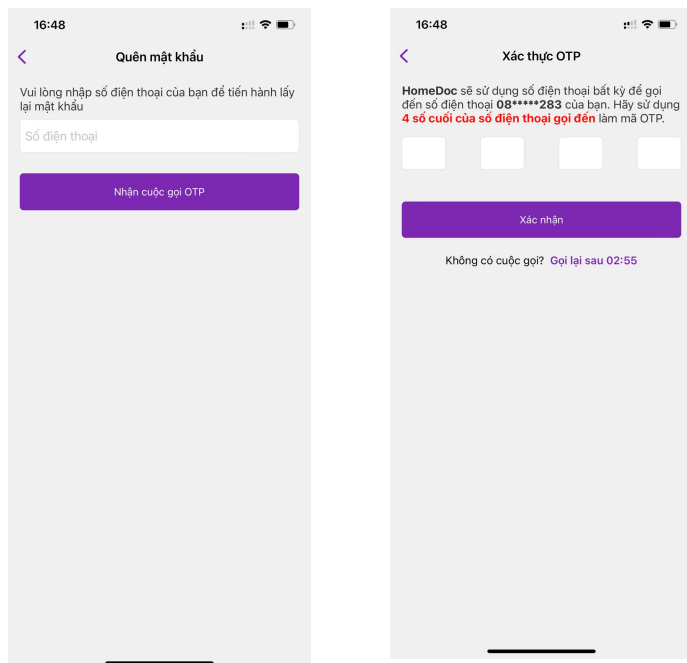 16:48
Quên mật khẩu
Vui lòng nhập số điện thoại của bạn để tiến hành lấy
lại mật khẩu
Số điện thoại
Nhận cuộc gọi OTP
16:48
Xác thực OTP
HomeDoc sẽ sử dụng số điện thoại bất kỳ để gọi
đến số điện thoại 08*****283 của bạn. Hãy sử dụng
4 số cuối của số điện thoại gọi đến làm mã OTP.
Xác nhận
Không có cuộc gọi? Gọi lại sau 02:55